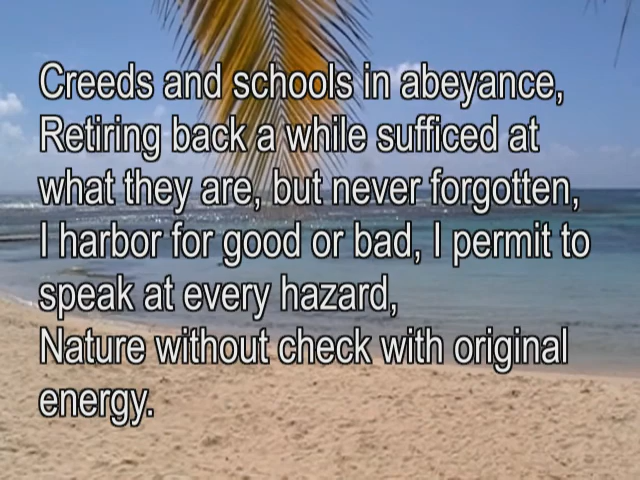 Creeds and schools in abeyance,
Retiring back a while sufficed at
what they are, but never forgotten,
I harbor for good or bad, I permit to
speak at every hazard,
Nature without check with original
energy.